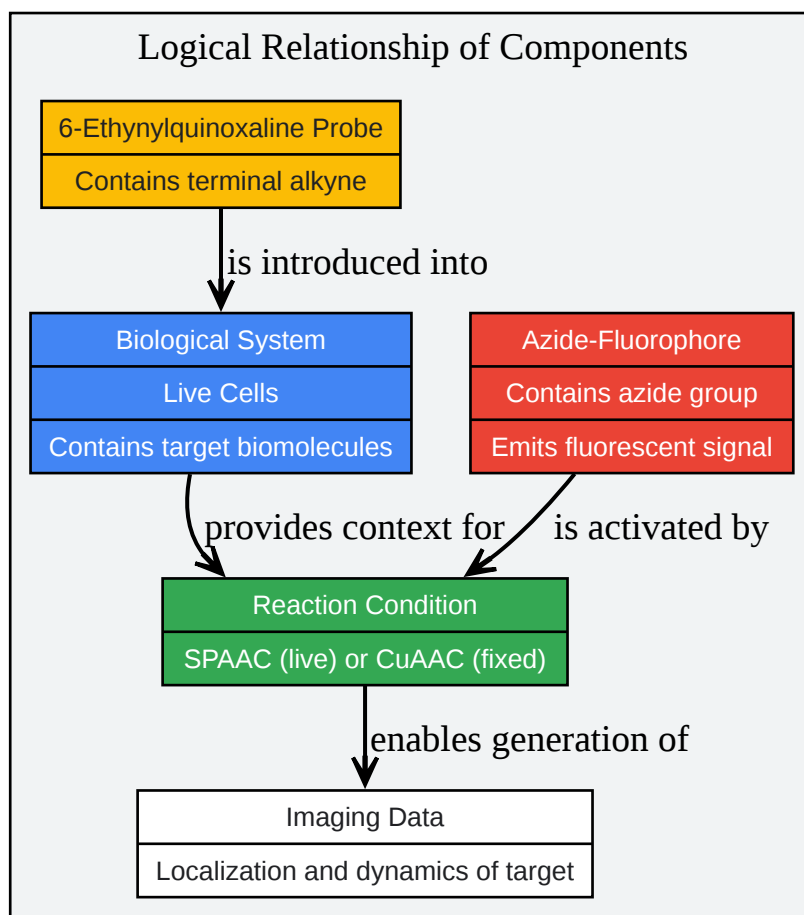 Logical Relationship of Components
6-Ethynylquinoxaline Probe
Contains terminal alkyne
is introduced into
Biological System
Live Cells
Contains target biomolecules
Azide-Fluorophore
Contains azide group
Emits fluorescent signal
provides context for
is activated by
Reaction Condition
SPAAC (live) or CuAAC (fixed)
enables generation of
Imaging Data
Localization and dynamics of target